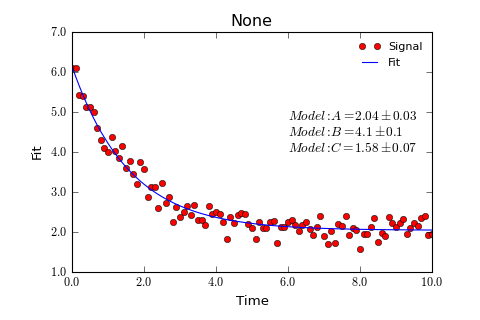 None
7.0
Signal
Fit
6.0
5.0
Model:A=2.04±0.03
Model:B=4.1±0.1
Model:C=1.58±0.07
4.0
Fit
3.0
2.0
1.0
0.0 2.0 4.0 6.0 8.0 10.0
Time